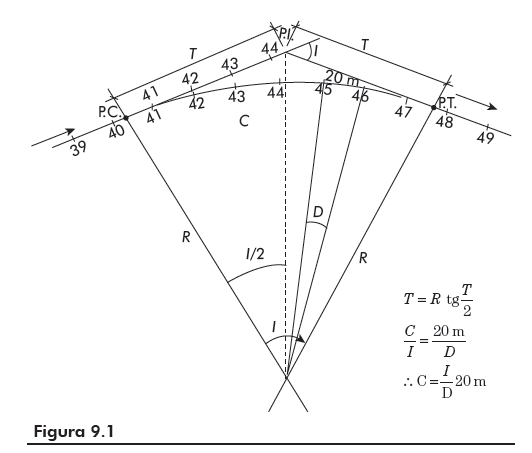 P.I.
T
T
44
I
43
42
41
20 m
P.C.
40
41
42
43
44
45
46
47
P.T.
48
49
39
C
D
R
R
I/2
I
T = R tg T/2
C/I = 20 m/D
∴ C = I/D 20 m
Figura 9.1